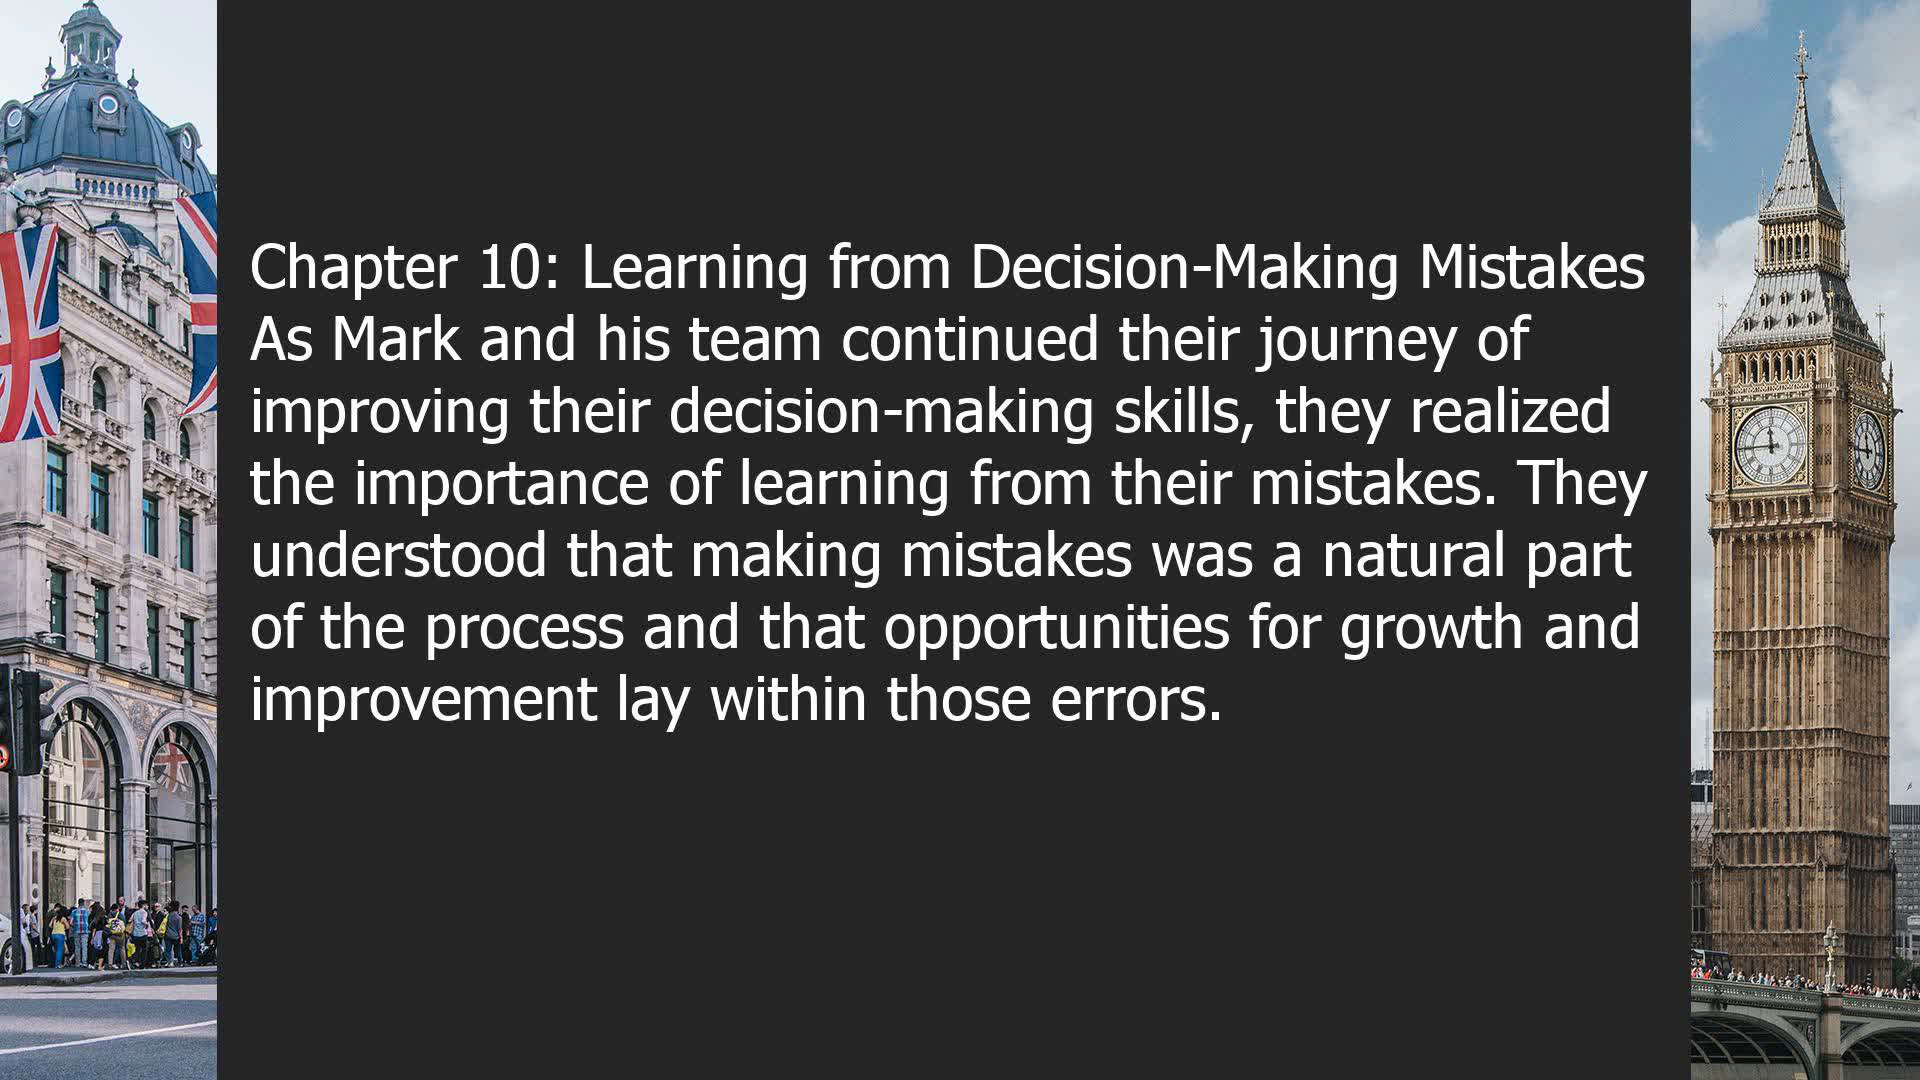 Chapter 10: Learning from Decision-Making Mistakes
As Mark and his team continued their journey of
improving their decision-making skills, they realized
the importance of learning from their mistakes. They
understood that making mistakes was a natural part
of the process and that opportunities for growth and
improvement lay within those errors.